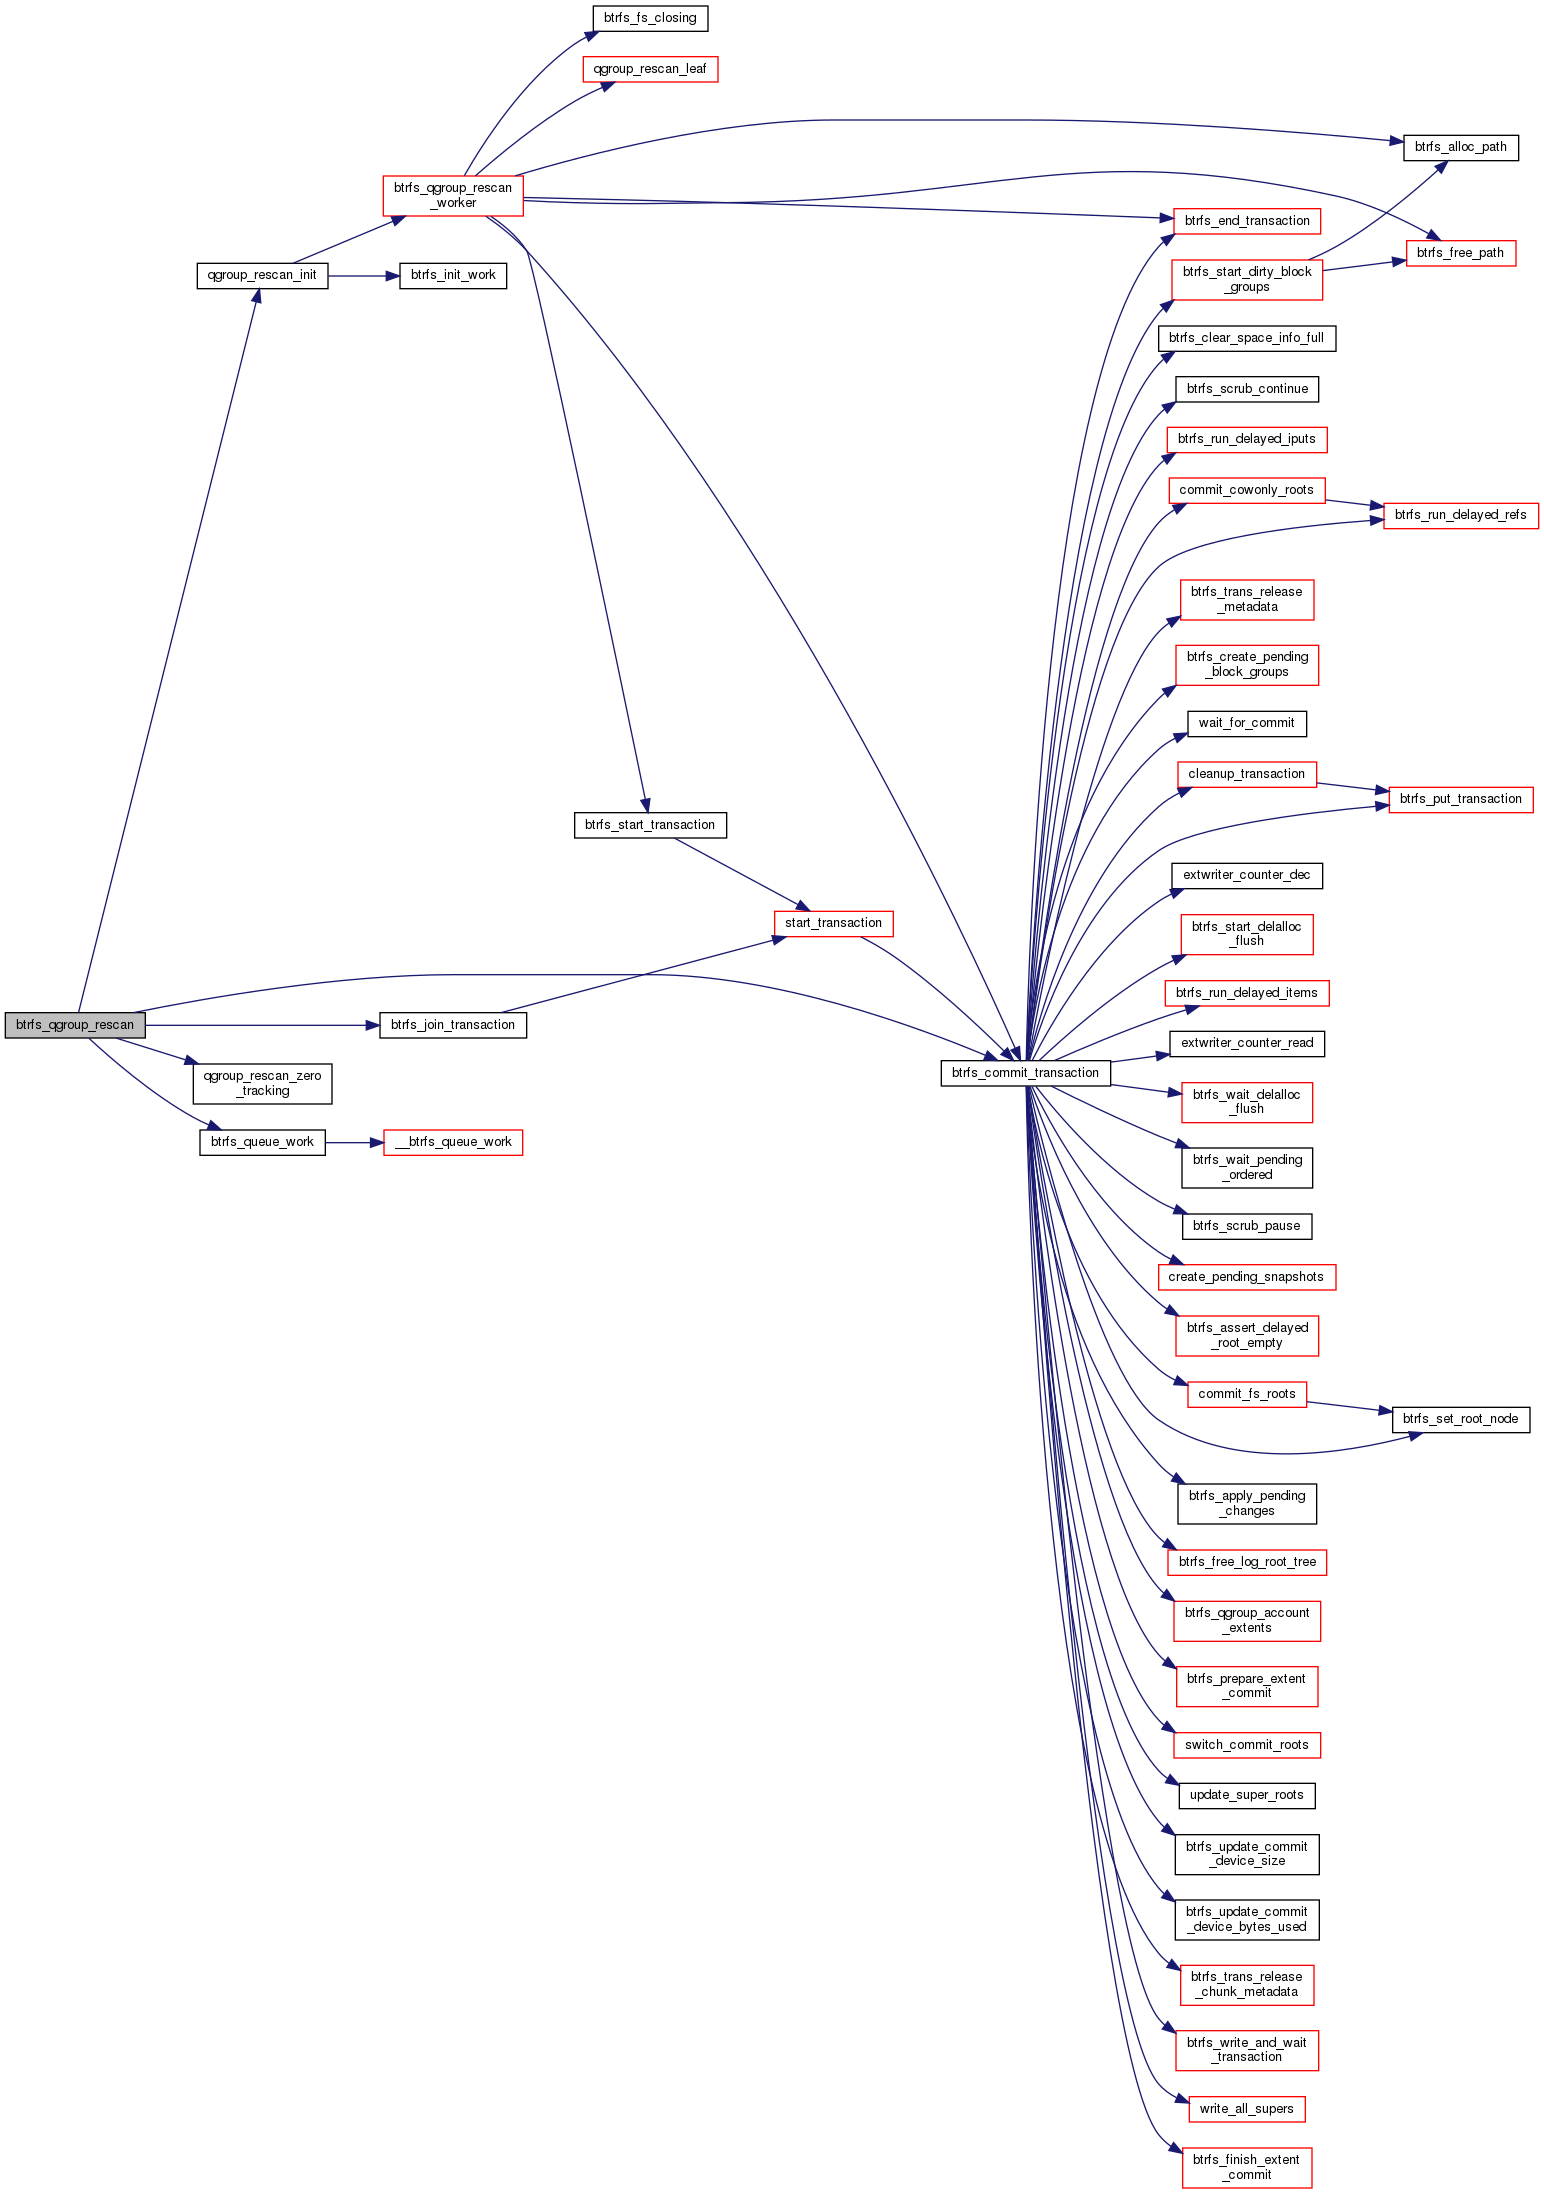 btrfs_fs_closing
qgroup_rescan_leaf
btrfs_alloc_path
btrfs_qgroup_rescan
_worker
btrfs_end_transaction
btrfs_free_path
qgroup_rescan_init
btrfs_init_work
btrfs_start_dirty_block
_groups
btrfs_clear_space_info_full
btrfs_scrub_continue
btrfs_run_delayed_iputs
commit_cowonly_roots
btrfs_run_delayed_refs
btrfs_trans_release
_metadata
btrfs_create_pending
_block_groups
wait_for_commit
cleanup_transaction
btrfs_put_transaction
btrfs_start_transaction
extwriter_counter_dec
start_transaction
btrfs_start_delalloc
_flush
btrfs_run_delayed_items
btrfs_qgroup_rescan
btrfs_join_transaction
extwriter_counter_read
btrfs_commit_transaction
qgroup_rescan_zero
_tracking
btrfs_wait_delalloc
_flush
btrfs_queue_work
__btrfs_queue_work
btrfs_wait_pending
_ordered
btrfs_scrub_pause
create_pending_snapshots
btrfs_assert_delayed
_root_empty
commit_fs_roots
btrfs_set_root_node
btrfs_apply_pending
_changes
btrfs_free_log_root_tree
btrfs_qgroup_account
_extents
btrfs_prepare_extent
_commit
switch_commit_roots
update_super_roots
btrfs_update_commit
_device_size
btrfs_update_commit
_device_bytes_used
btrfs_trans_release
_chunk_metadata
btrfs_write_and_wait
_transaction
write_all_supers
btrfs_finish_extent
_commit